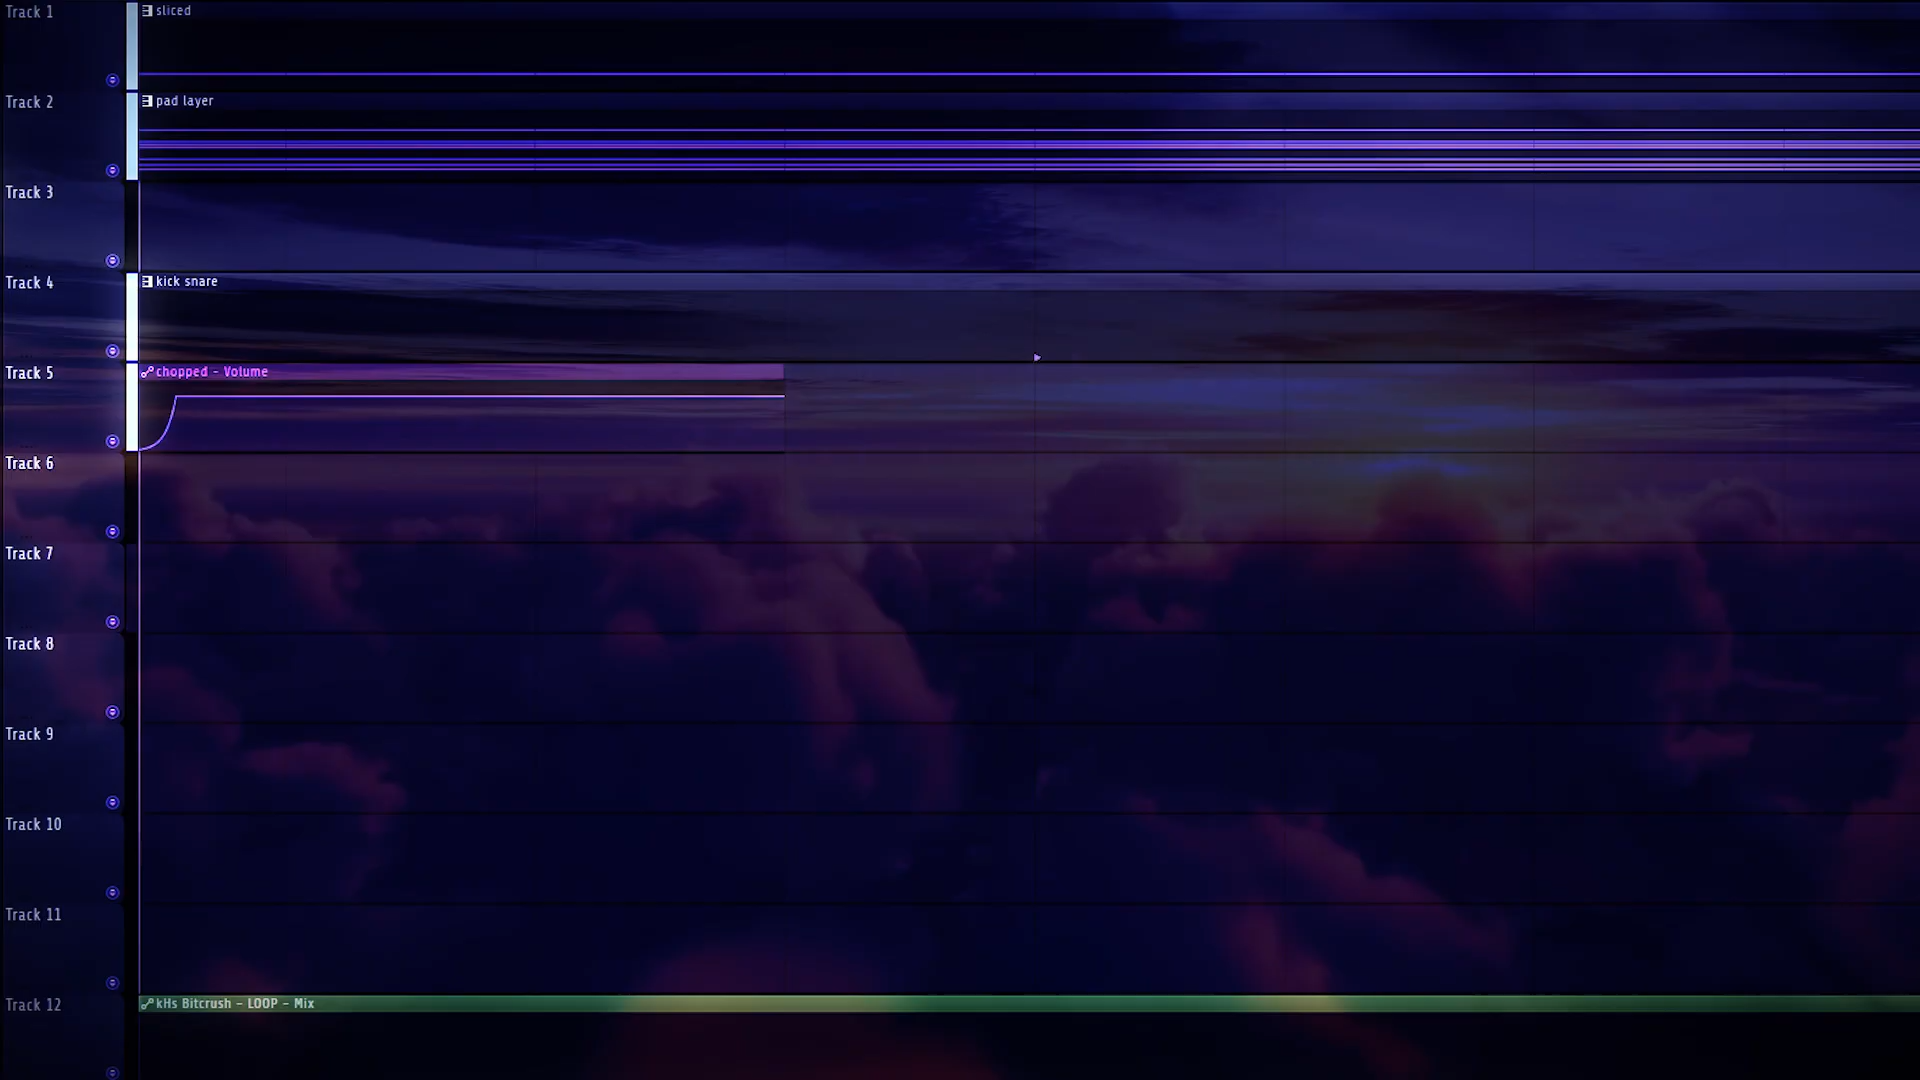 Track 1
sliced
Track 2
pad layer
Track 3
Track 4
kick snare
Track 5
chopped - Volume
Track 6
Track 7
Track 8
Track 9
Track 10
Track 11
Track 12
kHs Bitcrush - LOOP - Mix